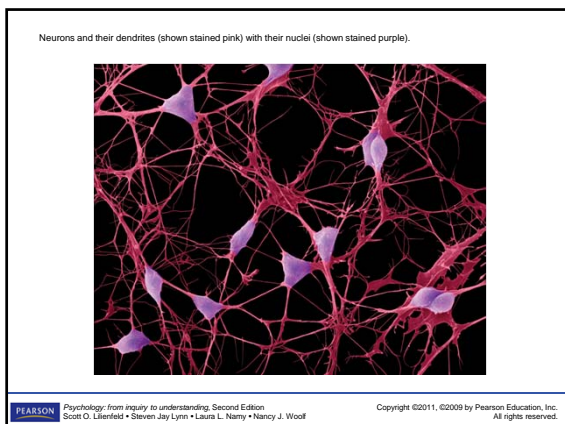 Neurons and their dendrites (shown stained pink) with their nuclei (shown stained purple).
PEARSON
Psychology: from inquiry to understanding, Second Edition
Scott O. Lilienfeld • Steven Jay Lynn • Laura L. Namy • Nancy J. Woolf
Copyright ©2011, ©2009 by Pearson Education, Inc.
All rights reserved.